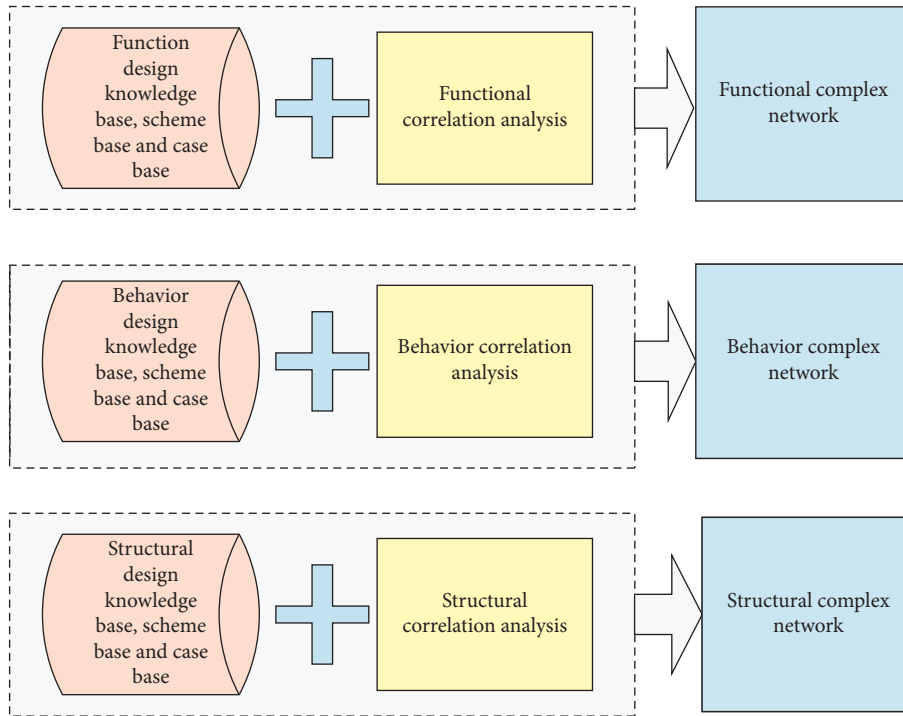 Function
design
knowledge
base, scheme
base and case
base
Functional
correlation analysis
Functional complex
network
Behavior
design
knowledge
base, scheme
base and case
base
Behavior correlation
analysis
Behavior complex
network
Structural
design
knowledge
base, scheme
base and case
base
Structural
correlation analysis
Structural complex
network